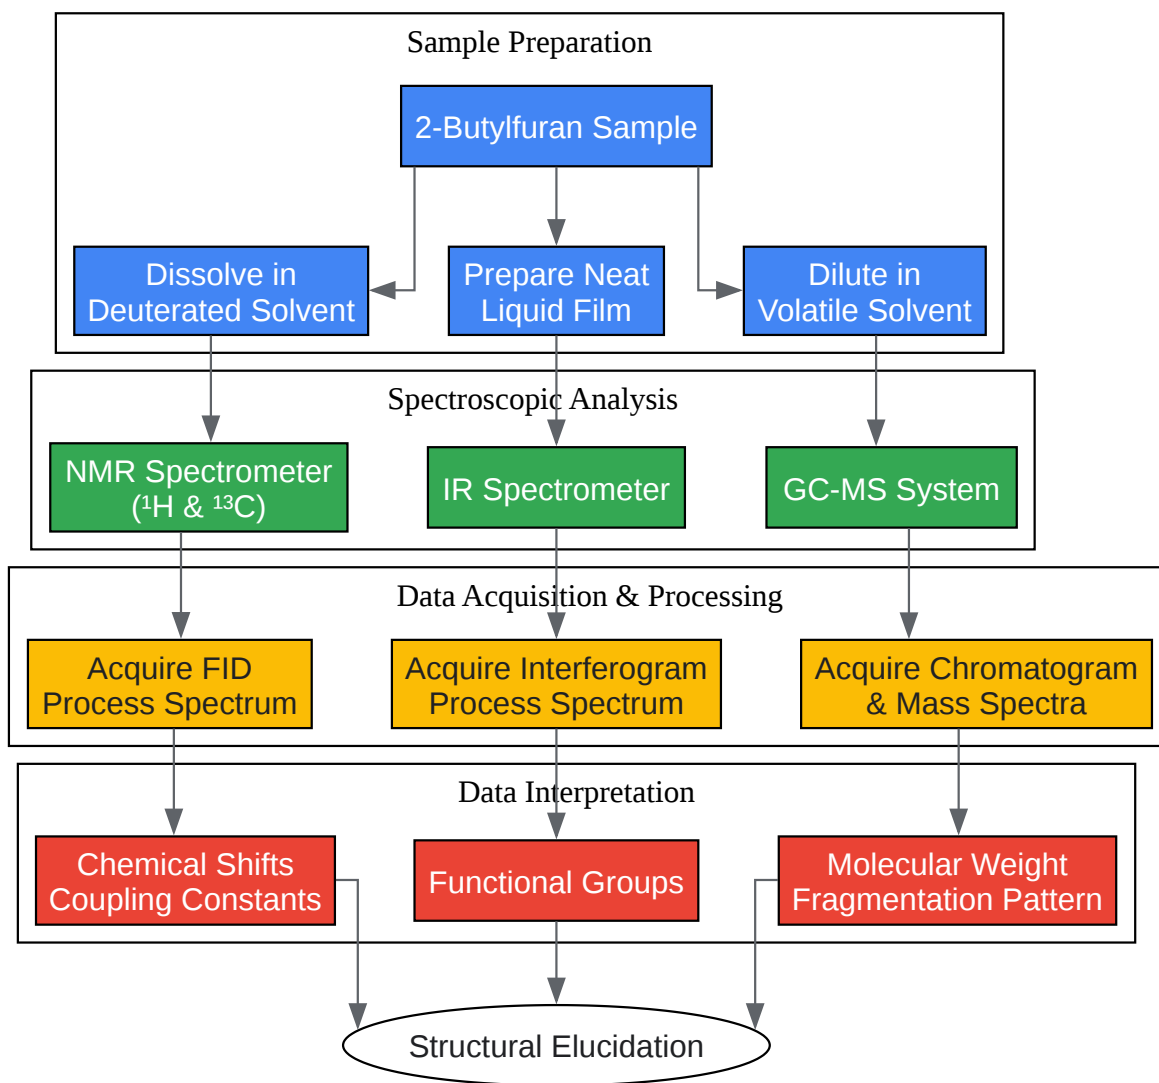 Sample Preparation
2-Butylfuran Sample
Dissolve in
Deuterated Solvent
Prepare Neat
Liquid Film
Dilute in
Volatile Solvent
Spectroscopic Analysis
NMR Spectrometer
(¹H & ¹³C)
IR Spectrometer
GC-MS System
Data Acquisition & Processing
Acquire FID
Process Spectrum
Acquire Interferogram
Process Spectrum
Acquire Chromatogram
& Mass Spectra
Data Interpretation
Chemical Shifts
Coupling Constants
Functional Groups
Molecular Weight
Fragmentation Pattern
Structural Elucidation